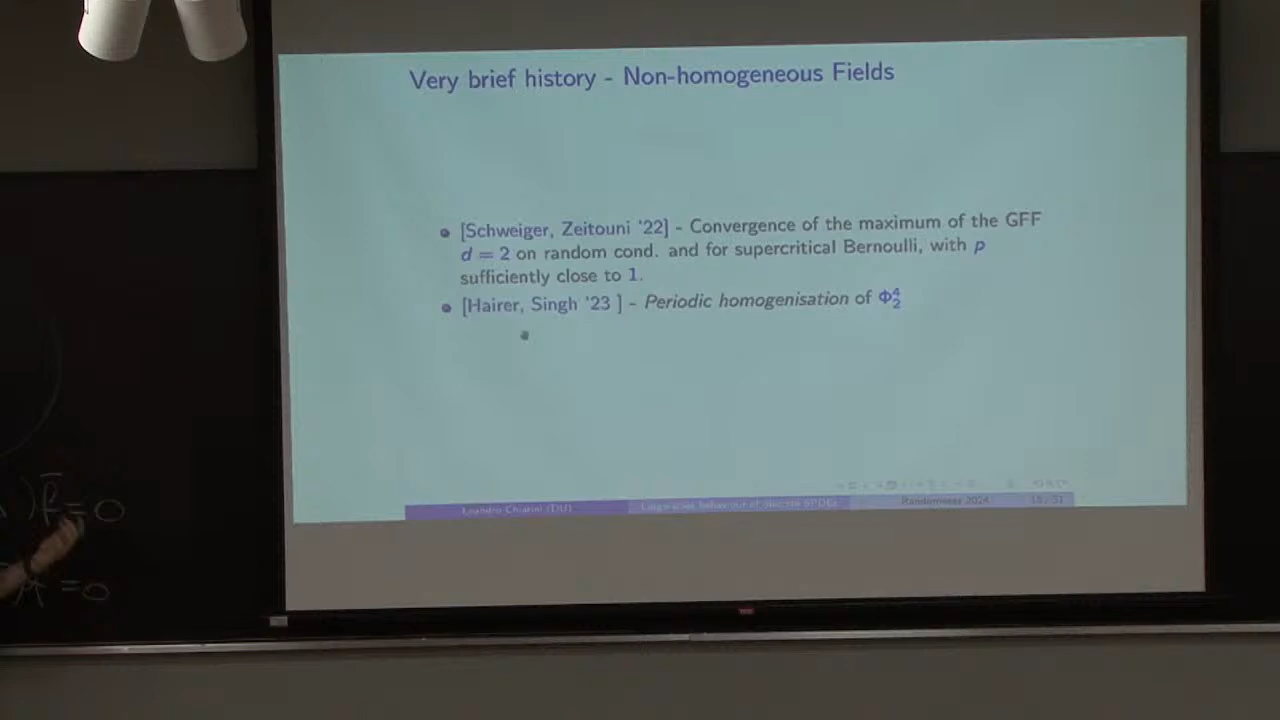 Very brief history - Non-homogeneous Fields
• [Schweiger, Zeitouni '22] - Convergence of the maximum of the GFF
d = 2 on random cond. and for supercritical Bernoulli, with p
sufficiently close to 1.
• [Hairer, Singh '23 ] - Periodic homogenisation of Φ⁴₂
Leandro Chiarini (DU) Large-scale behaviour of discrete SPDEs Randomness 2024
= 0
= 0